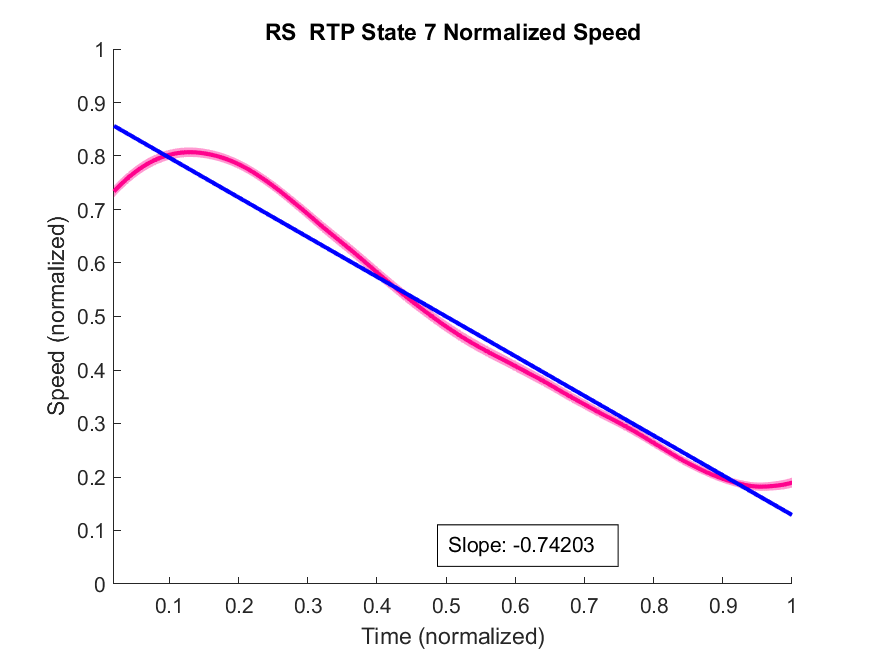 RS  RTP State 7 Normalized Speed
1
0.9
0.8
0.7
0.6
0.5
0.4
0.3
0.2
0.1
0
Speed (normalized)
Slope: -0.74203
0.1 0.2 0.3 0.4 0.5 0.6 0.7 0.8 0.9 1
Time (normalized)